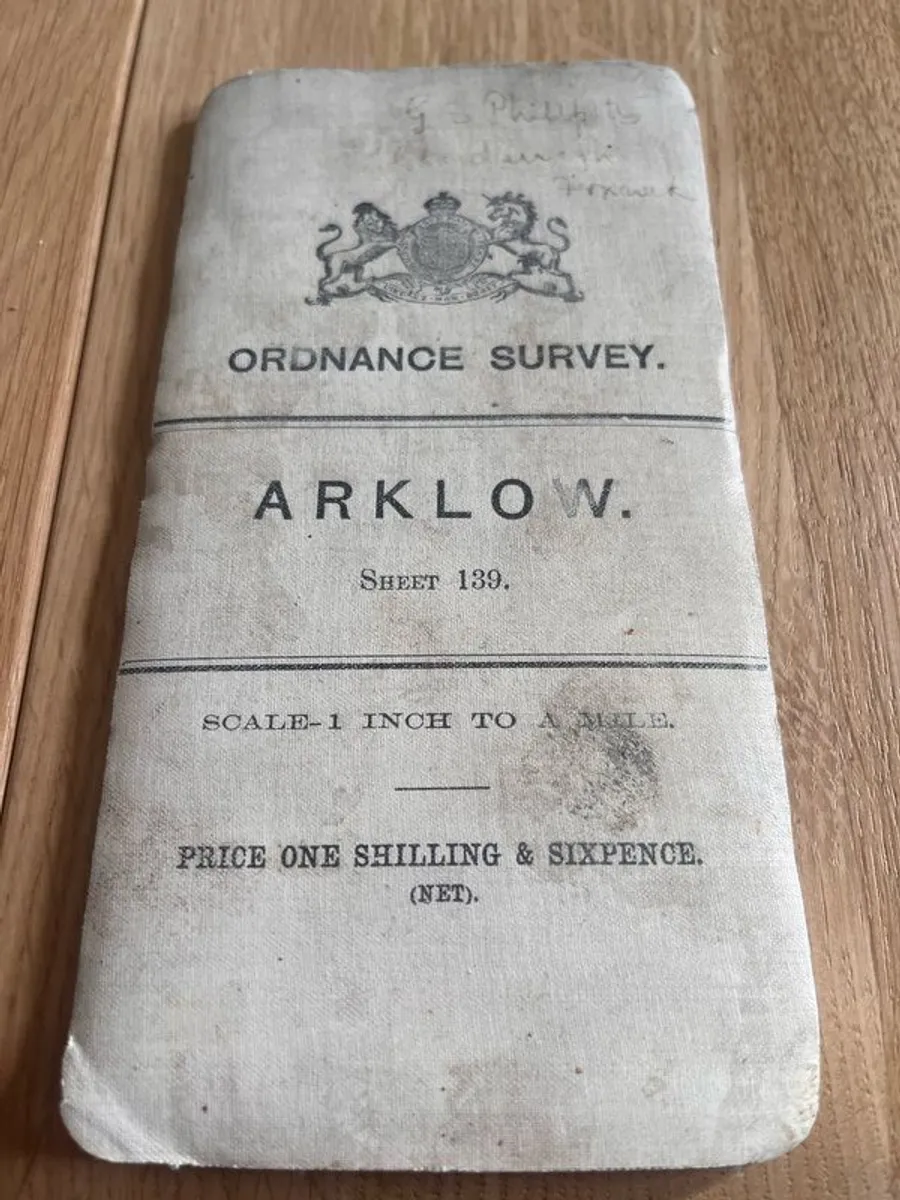 G
ORDNANCE SURVEY.
ARKLOW.
SHEET 139.
SCALE-1 INCH TO A MILE.
PRICE ONE SHILLING & SIXPENCE.
(NET).